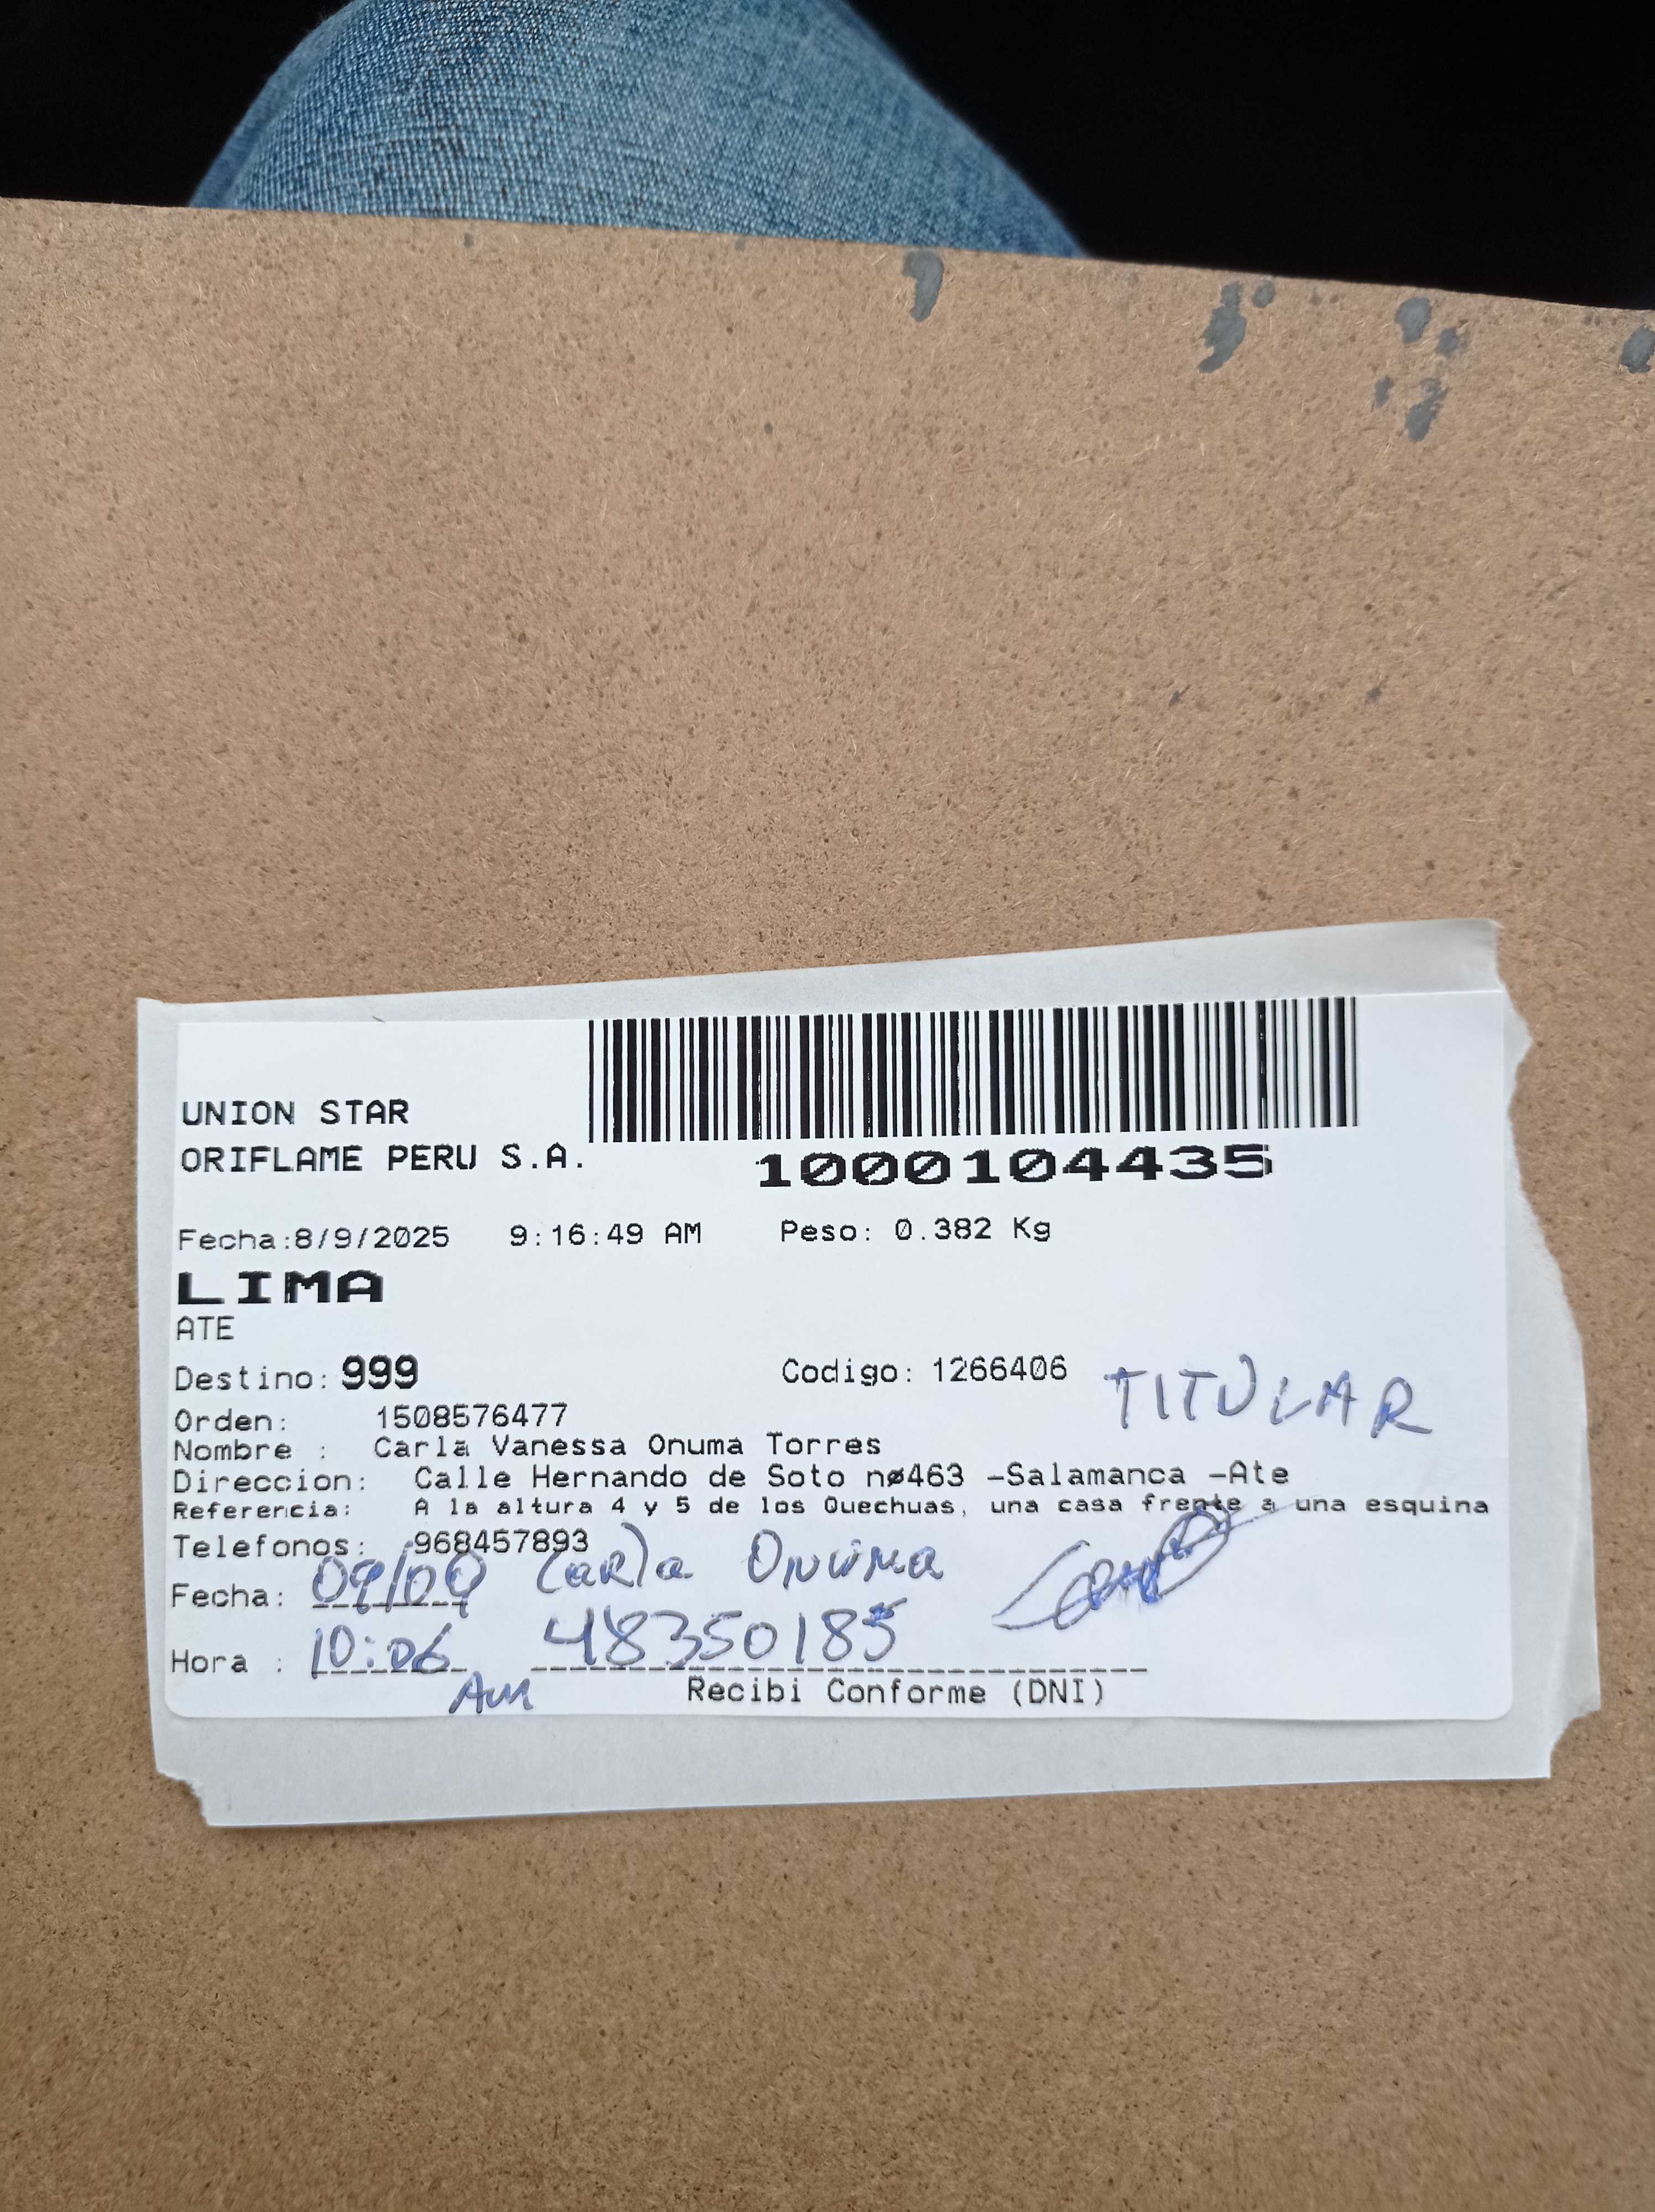 UNION STAR
ORIFLAME PERU S.A.
1000104435
Fecha:8/9/2025 9:16:49 AM Peso: 0.382 Kg
LIMA
ATE
Destino: 999 Codigo: 1266406 TITULAR
Orden: 1508576477
Nombre : Carla Vanessa Onuma Torres
Direccion: Calle Hernando de Soto nø463 -Salamanca -Ate
Referencia: A la altura 4 y 5 de los Quechuas, una casa frente a una esquina
Telefonos: 968457893
Fecha: 09/09 Carla Onuma
Hora : 10:06 48350185
Am Recibi Conforme (DNI)